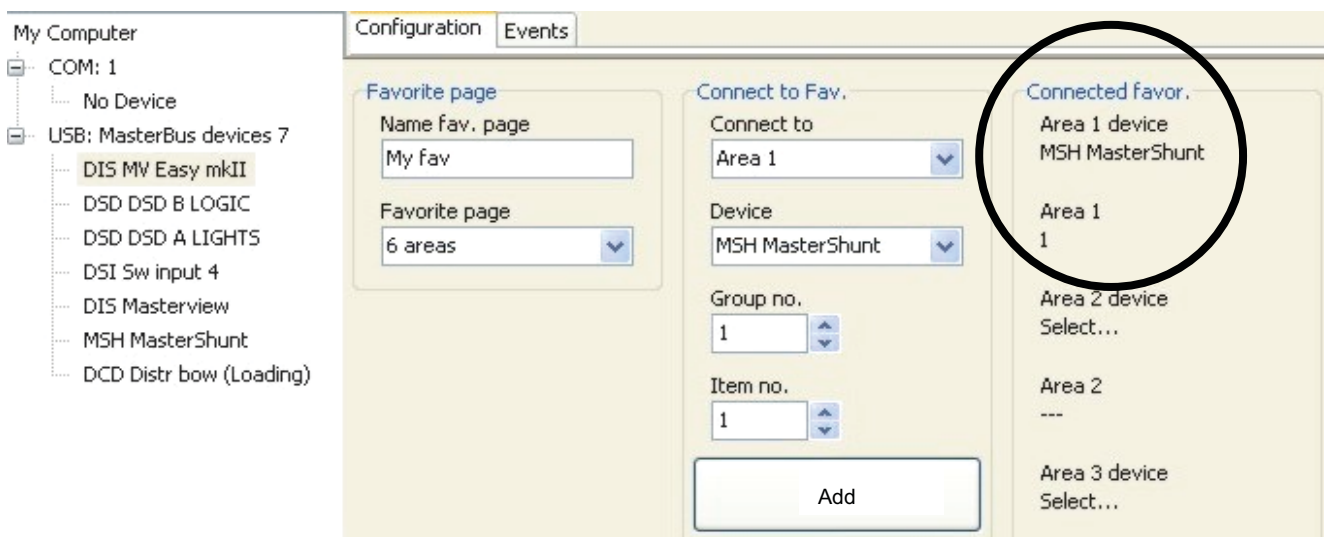 My Computer
COM: 1
No Device
USB: MasterBus devices 7
DIS MV Easy mkII
DSD DSD B LOGIC
DSD DSD A LIGHTS
DSI Sw input 4
DIS Masterview
MSH MasterShunt
DCD Distr bow (Loading)
Configuration
Events
Favorite page
Name fav. page
My fav
Favorite page
6 areas
Connect to Fav.
Connect to
Area 1
Device
MSH MasterShunt
Group no.
1
Item no.
1
Add
Connected favor.
Area 1 device
MSH MasterShunt
Area 1
1
Area 2 device
Select...
Area 2
---
Area 3 device
Select...